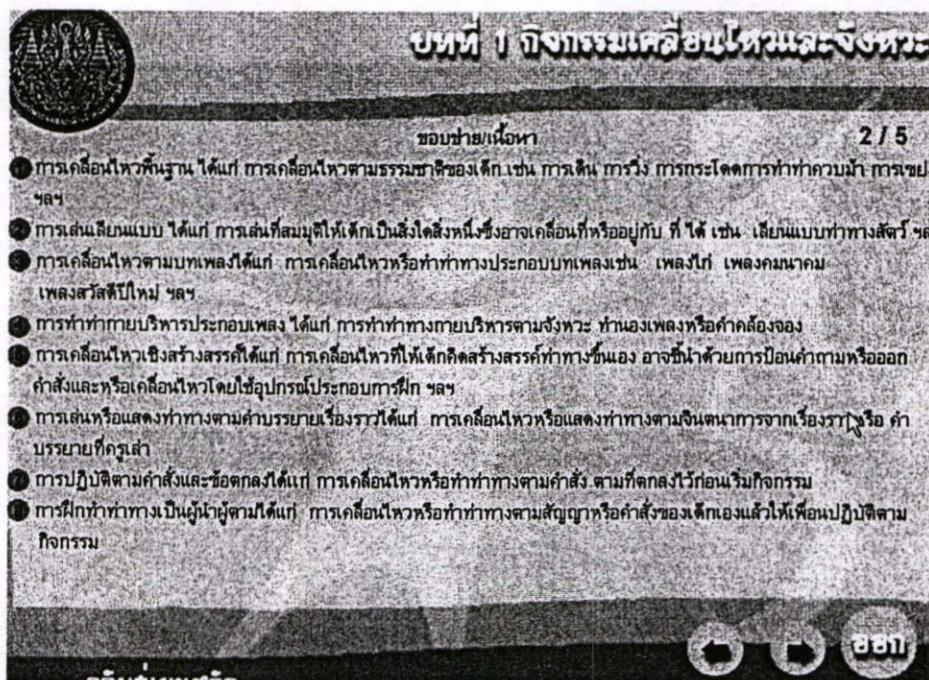 บทที่ 1 กิจกรรมเคลื่อนไหวและจังหวะ
ขอบข่าย/เนื้อหา 2 / 5
1 การเคลื่อนไหวพื้นฐาน ได้แก่ การเคลื่อนไหวตามธรรมชาติของเด็ก เช่น การเดิน การวิ่ง การกระโดดการทำท่าควบม้า การเขย่ง
ฯลฯ
2 การเล่นเลียนแบบ ได้แก่ การเล่นที่สมมุติให้เด็กเป็นสิ่งใดสิ่งหนึ่งซึ่งอาจเคลื่อนที่หรืออยู่กับ ที่ ได้ เช่น เลียนแบบท่าทางสัตว์ ฯล
3 การเคลื่อนไหวตามบทเพลงได้แก่ การเคลื่อนไหวหรือทำท่าทางประกอบบทเพลงเช่น เพลงไก่ เพลงคมนาคม
เพลงสวัสดีปีใหม่ ฯลฯ
4 การทำท่ากายบริหารประกอบเพลง ได้แก่ การทำท่าทางกายบริหารตามจังหวะ ทำนองเพลงหรือคำคล้องจอง
5 การเคลื่อนไหวเชิงสร้างสรรค์ได้แก่ การเคลื่อนไหวที่ให้เด็กคิดสร้างสรรค์ท่าทางขึ้นเอง อาจชี้นำด้วยการป้อนคำถามหรือออก
คำสั่งและหรือเคลื่อนไหวโดยใช้อุปกรณ์ประกอบการฝึก ฯลฯ
6 การเล่นหรือแสดงท่าทางตามคำบรรยายเรื่องราวได้แก่ การเคลื่อนไหวหรือแสดงท่าทางตามจินตนาการจากเรื่องราวหรือ คำ
บรรยายที่ครูเล่า
7 การปฏิบัติตามคำสั่งและข้อตกลงได้แก่ การเคลื่อนไหวหรือทำท่าทางตามคำสั่ง ตามที่ตกลงไว้ก่อนเริ่มกิจกรรม
8 การฝึกทำท่าทางเป็นผู้นำผู้ตามได้แก่ การเคลื่อนไหวหรือทำท่าทางตามสัญญาหรือคำสั่งของเด็กเองแล้วให้เพื่อนปฏิบัติตาม
กิจกรรม
ออก